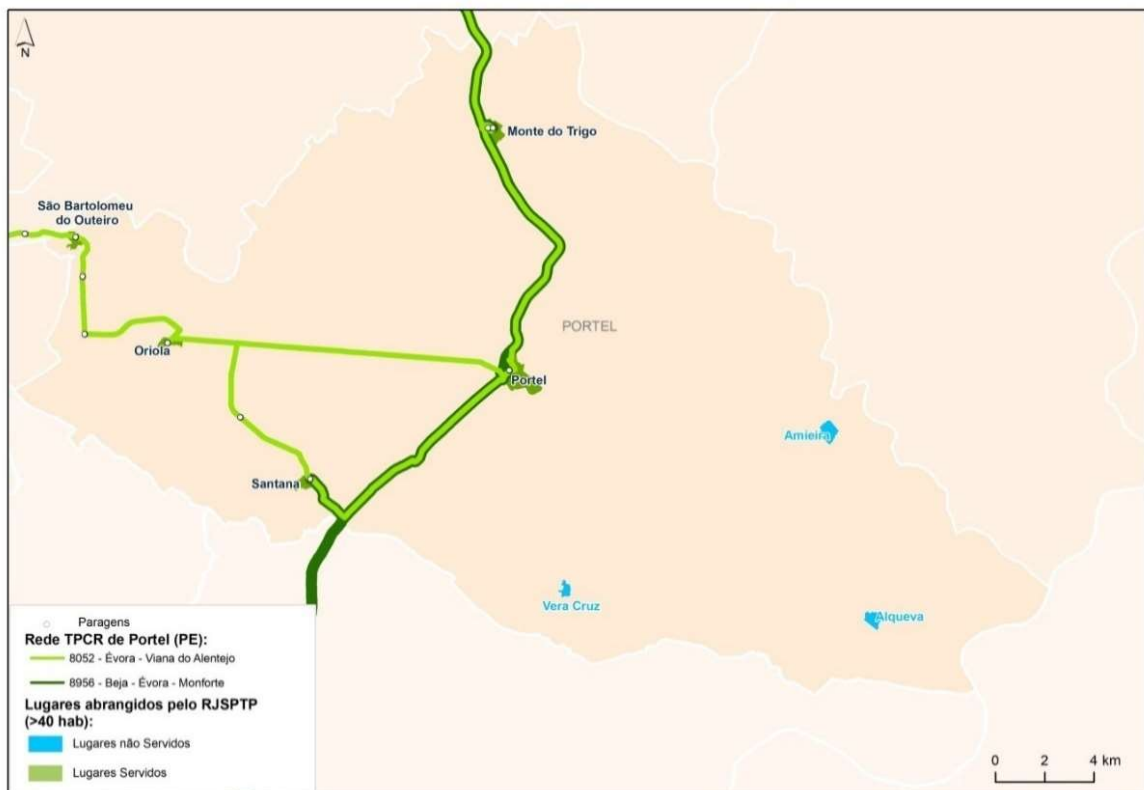 N
Monte do Trigo
São Bartolomeu
do Outeiro
PORTEL
Oriola
Portel
Amieira
Santana
Vera Cruz
Alqueva
Paragens
Rede TPCR de Portel (PE):
8052 - Évora - Viana do Alentejo
8956 - Beja - Évora - Monforte
Lugares abrangidos pelo RJSPTP
(>40 hab):
Lugares não Servidos
Lugares Servidos
0 2 4 km